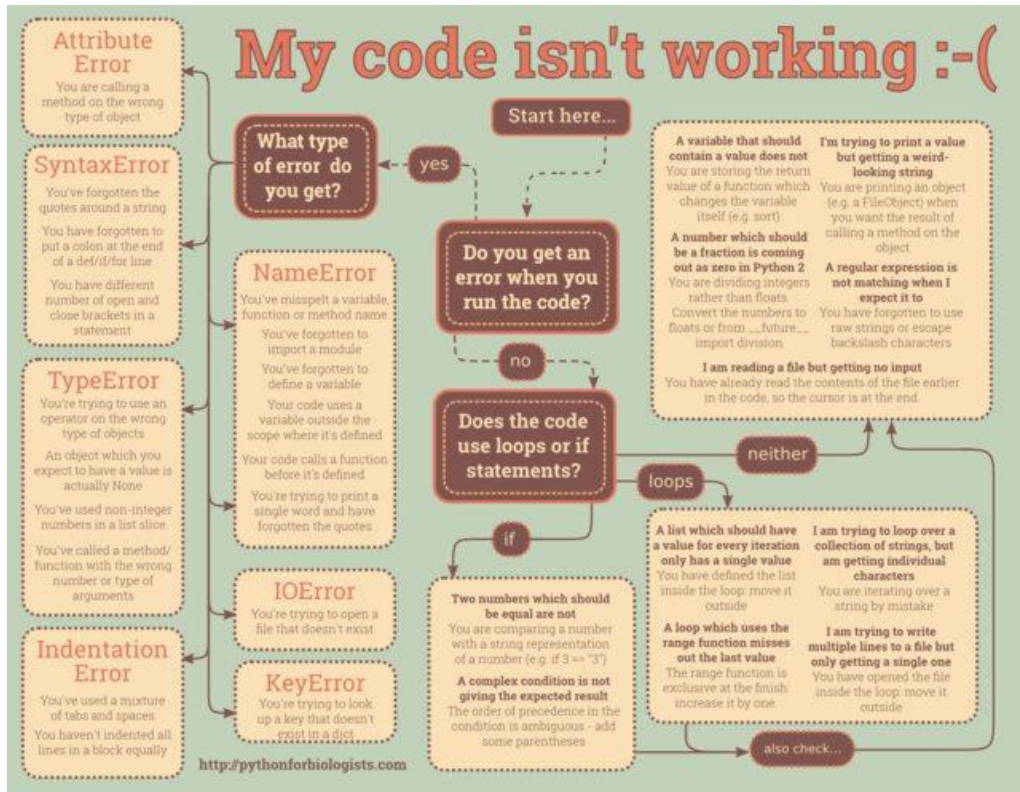 My code isn't working :-(
Start here...
Do you get an
error when you
run the code?
yes
What type
of error do
you get?
Attribute
Error
You are calling a
method on the wrong
type of object
SyntaxError
You've forgotten the
quotes around a string
You have forgotten to
put a colon at the end
of a def/if/for line
You have different
number of open and
close brackets in a
statement
TypeError
You're trying to use an
operator on the wrong
type of objects
An object which you
expect to have a value is
actually None
You've used non-integer
numbers in a list slice
You've called a method/
function with the wrong
number or type of
arguments
Indentation
Error
You've used a mixture
of tabs and spaces
You haven't indented all
lines in a block equally
NameError
You've misspelt a variable,
function or method name
You've forgotten to
import a module
You've forgotten to
define a variable
Your code uses a
variable outside the
scope where it's defined
Your code calls a function
before it's defined
You're trying to print a
single word and have
forgotten the quotes
IOError
You're trying to open a
file that doesn't exist
KeyError
You're trying to look
up a key that doesn't
exist in a dict
no
Does the code
use loops or if
statements?
neither
A variable that should
contain a value does not
You are storing the return
value of a function which
changes the variable
itself (e.g. sort)
A number which should
be a fraction is coming
out as zero in Python 2
You are dividing integers
rather than floats.
Convert the numbers to
floats or from __future__
import division
I'm trying to print a value
but getting a weird-
looking string
You are printing an object
(e.g. a FileObject) when
you want the result of
calling a method on the
object
A regular expression is
not matching when I
expect it to
You have forgotten to use
raw strings or escape
backslash characters
I am reading a file but getting no input
You have already read the contents of the file earlier
in the code, so the cursor is at the end.
loops
A list which should have
a value for every iteration
only has a single value
You have defined the list
inside the loop: move it
outside
A loop which uses the
range function misses
out the last value
The range function is
exclusive at the finish:
increase it by one.
I am trying to loop over a
collection of strings, but
am getting individual
characters
You are iterating over a
string by mistake
I am trying to write
multiple lines to a file but
only getting a single one
You have opened the file
inside the loop: move it
outside
if
Two numbers which should
be equal are not
You are comparing a number
with a string representation
of a number (e.g. if 3 == "3")
A complex condition is not
giving the expected result
The order of precedence in the
condition is ambiguous - add
some parentheses
also check...
http://pythonforbiologists.com